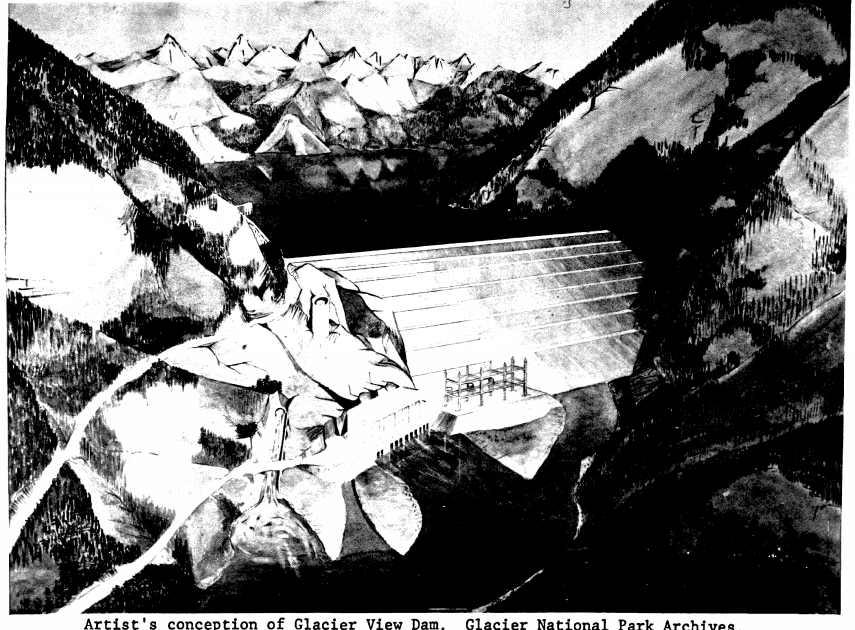 Artist's conception of Glacier View Dam. Glacier National Park Archives